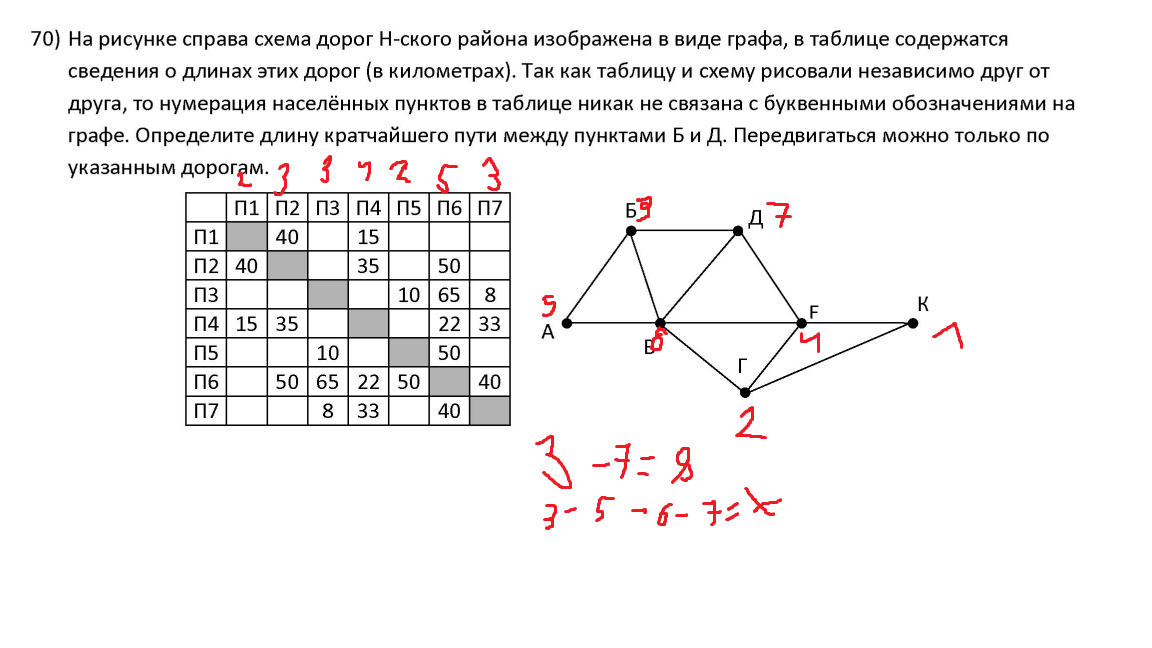 70) На рисунке справа схема дорог Н-ского района изображена в виде графа, в таблице содержатся
сведения о длинах этих дорог (в километрах). Так как таблицу и схему рисовали независимо друг от
друга, то нумерация населённых пунктов в таблице никак не связана с буквенными обозначениями на
графе. Определите длину кратчайшего пути между пунктами Б и Д. Передвигаться можно только по
указанным дорогам.
2 3 3 4 2 5 3
П1 П2 П3 П4 П5 П6 П7
П1 40 15
П2 40 35 50
П3 10 65 8
П4 15 35 22 33
П5 10 50
П6 50 65 22 50 40
П7 8 33 40
Б 3 Д 7
5 А В 6 F 4 К 1
Г
2
3 - 7 = 8
3 - 5 - 6 - 7 = x